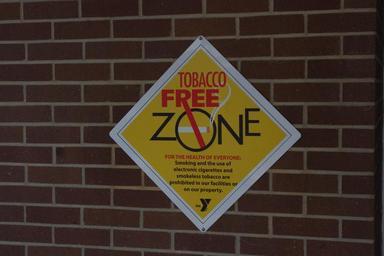 TOBACCO
FREE
ZONE
FOR THE HEALTH OF EVERYONE:
Smoking and the use of
electronic cigarettes and
smokeless tobacco are
prohibited in our facilities or
on our property.